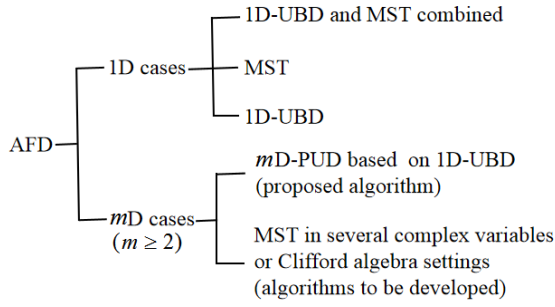 1D-UBD and MST combined
1D cases
MST
1D-UBD
AFD
mD-PUD based on 1D-UBD
(proposed algorithm)
mD cases
(m ≥ 2)
MST in several complex variables
or Clifford algebra settings
(algorithms to be developed)